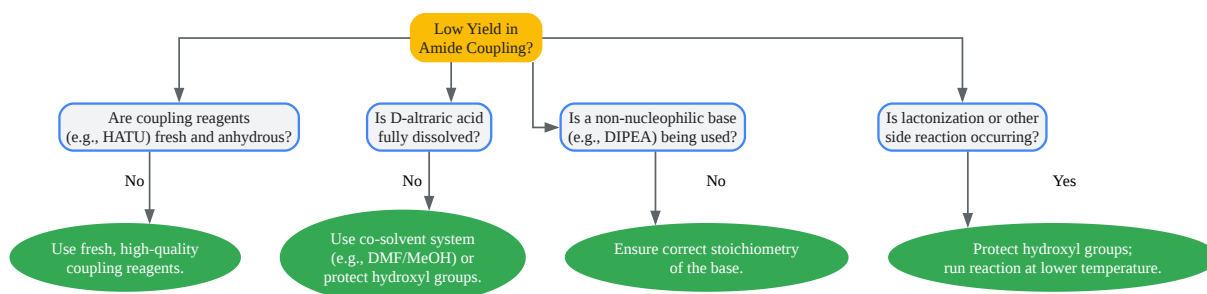 Low Yield in
Amide Coupling?
Are coupling reagents
(e.g., HATU) fresh and anhydrous?
Is D-altraric acid
fully dissolved?
Is a non-nucleophilic base
(e.g., DIPEA) being used?
Is lactonization or other
side reaction occurring?
No
No
No
Yes
Use fresh, high-quality
coupling reagents.
Use co-solvent system
(e.g., DMF/MeOH) or
protect hydroxyl groups.
Ensure correct stoichiometry
of the base.
Protect hydroxyl groups;
run reaction at lower temperature.